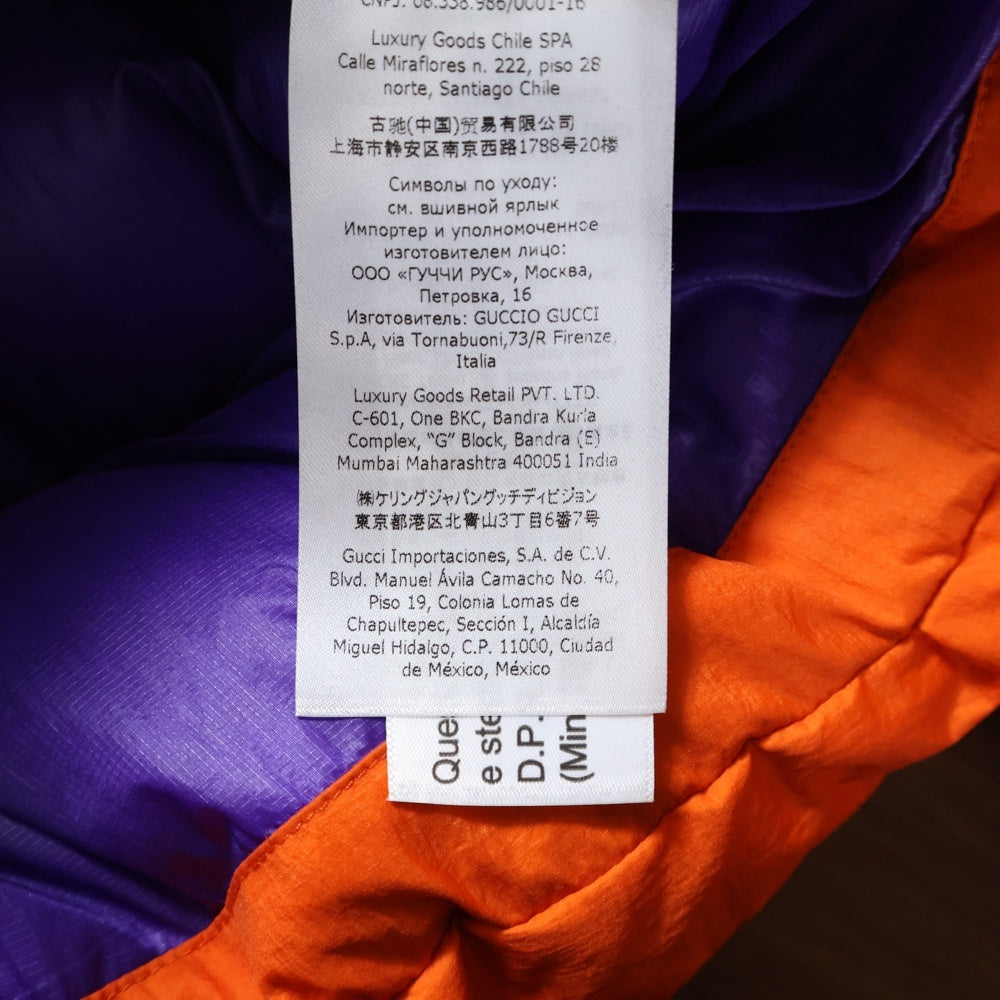 CNPJ: 08.338.986/0001-16
Luxury Goods Chile SPA
Calle Miraflores n. 222, piso 28
norte, Santiago Chile
古驰(中国)贸易有限公司
上海市静安区南京西路1788号20楼
Символы по уходу:
см. вшивной ярлык
Импортер и уполномоченное
изготовителем лицо:
ООО «ГУЧЧИ РУС», Москва,
Петровка, 16
Изготовитель: GUCCIO GUCCI
S.p.A, via Tornabuoni,73/R Firenze,
Italia
Luxury Goods Retail PVT. LTD.
C-601, One BKC, Bandra Kurla
Complex, “G” Block, Bandra (E)
Mumbai Maharashtra 400051 India
㈱ケリングジャパングッチディビジョン
東京都港区北青山3丁目6番7号
Gucci Importaciones, S.A. de C.V.
Blvd. Manuel Ávila Camacho No. 40,
Piso 19, Colonia Lomas de
Chapultepec, Sección I, Alcaldía
Miguel Hidalgo, C.P. 11000, Ciudad
de México, México
Que
e ste
D.P.
(Min